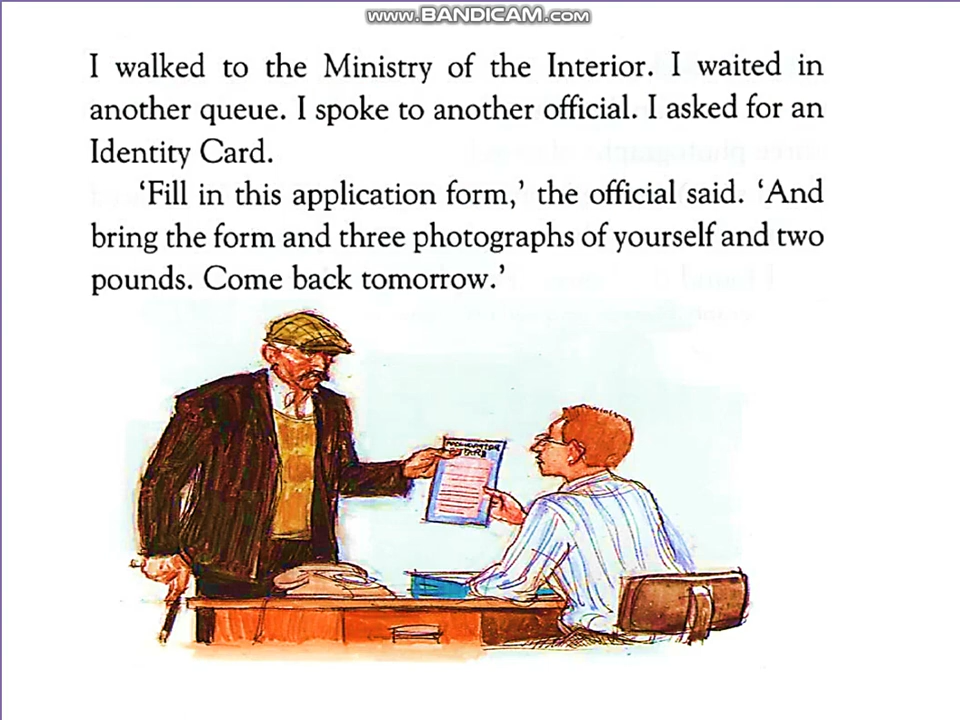 www.BANDICAM.com
I walked to the Ministry of the Interior. I waited in
another queue. I spoke to another official. I asked for an
Identity Card.
‘Fill in this application form,’ the official said. ‘And
bring the form and three photographs of yourself and two
pounds. Come back tomorrow.’